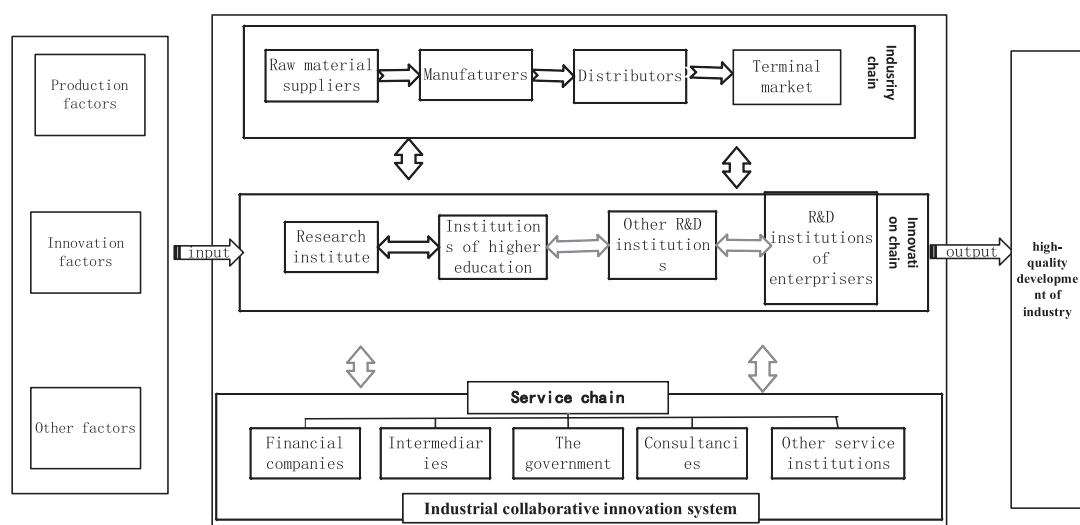 Production
factors
Innovation
factors
Other factors
input
Raw material
suppliers
Manufaturers
Distributors
Terminal
market
Indusriry
chain
Research
institute
Institution
s of higher
education
Other R&D
institution
s
R&D
institutions
of
enterprisers
Innovati
on chain
Service chain
Financial
companies
Intermediar
ies
The
government
Consultanci
es
Other service
institutions
Industrial collaborative innovation system
output
high-
quality
developme
nt of
industry